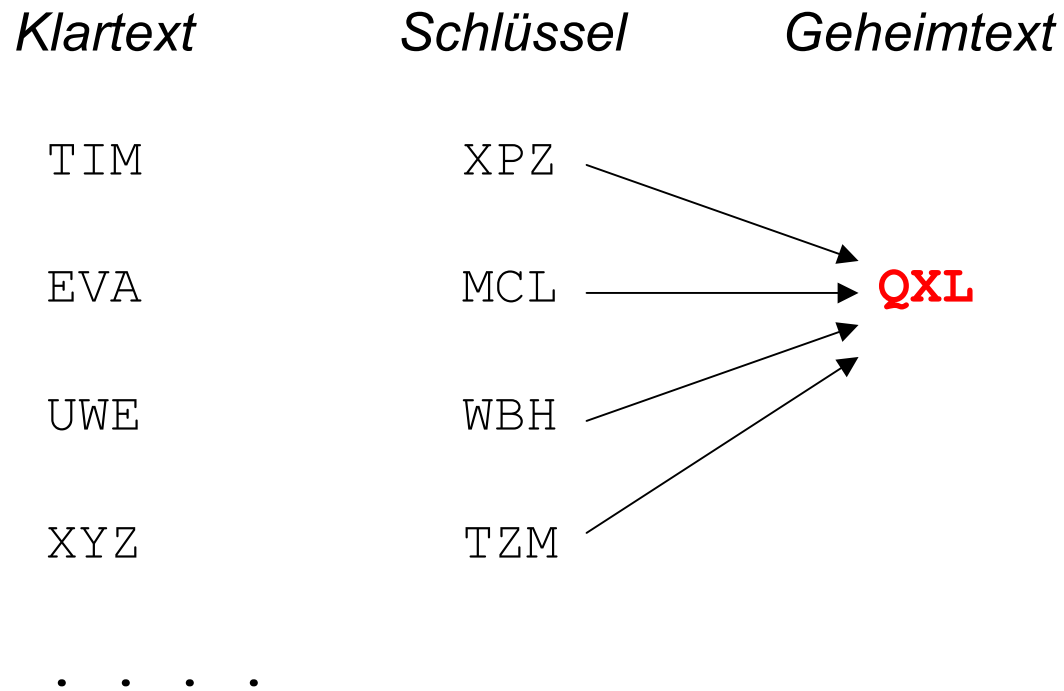 Klartext Schlüssel Geheimtext
TIM XPZ
EVA MCL QXL
UWE WBH
XYZ TZM
. . . .